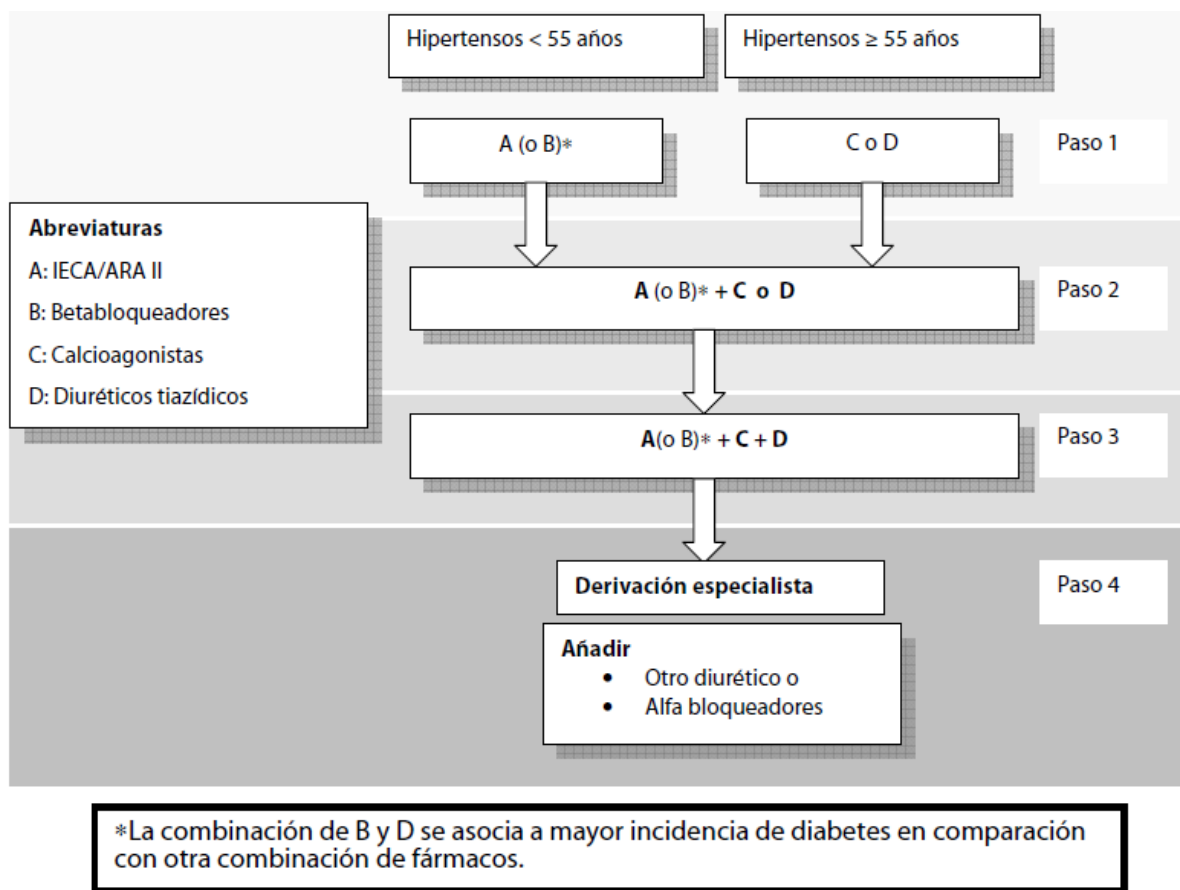 Hipertensos < 55 años
Hipertensos ≥ 55 años
A (o B)*
C o D
Paso 1
Abreviaturas
A: IECA/ARA II
B: Betabloqueadores
C: Calcioagonistas
D: Diuréticos tiazídicos
A (o B)* + C o D
Paso 2
A(o B)* + C + D
Paso 3
Derivación especialista
Paso 4
Añadir
• Otro diurético o
• Alfa bloqueadores
*La combinación de B y D se asocia a mayor incidencia de diabetes en comparación
con otra combinación de fármacos.